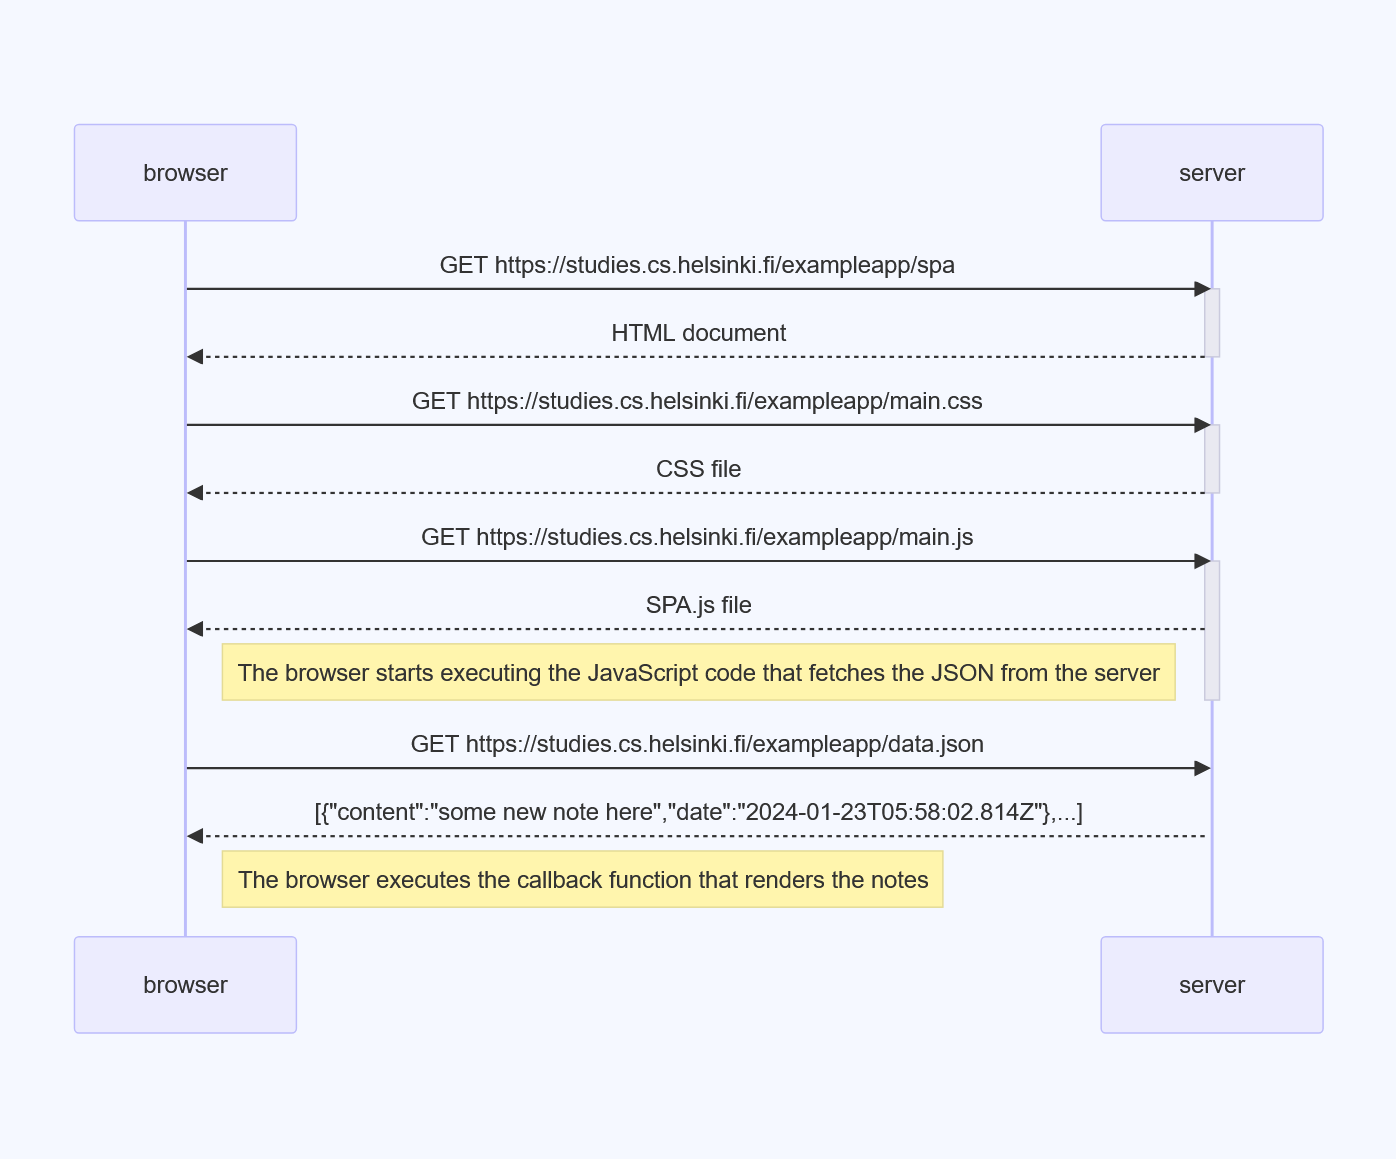 browser
server
GET https://studies.cs.helsinki.fi/exampleapp/spa
HTML document
GET https://studies.cs.helsinki.fi/exampleapp/main.css
CSS file
GET https://studies.cs.helsinki.fi/exampleapp/main.js
SPA.js file
The browser starts executing the JavaScript code that fetches the JSON from the server
GET https://studies.cs.helsinki.fi/exampleapp/data.json
[{"content":"some new note here","date":"2024-01-23T05:58:02.814Z"},...]
The browser executes the callback function that renders the notes
browser
server